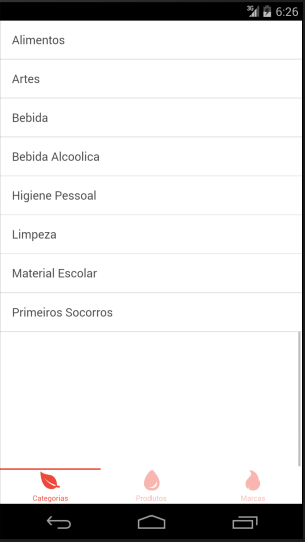 3G 6:26
Alimentos
Artes
Bebida
Bebida Alcoolica
Higiene Pessoal
Limpeza
Material Escolar
Primeiros Socorros
Categorias Produtos Marcas